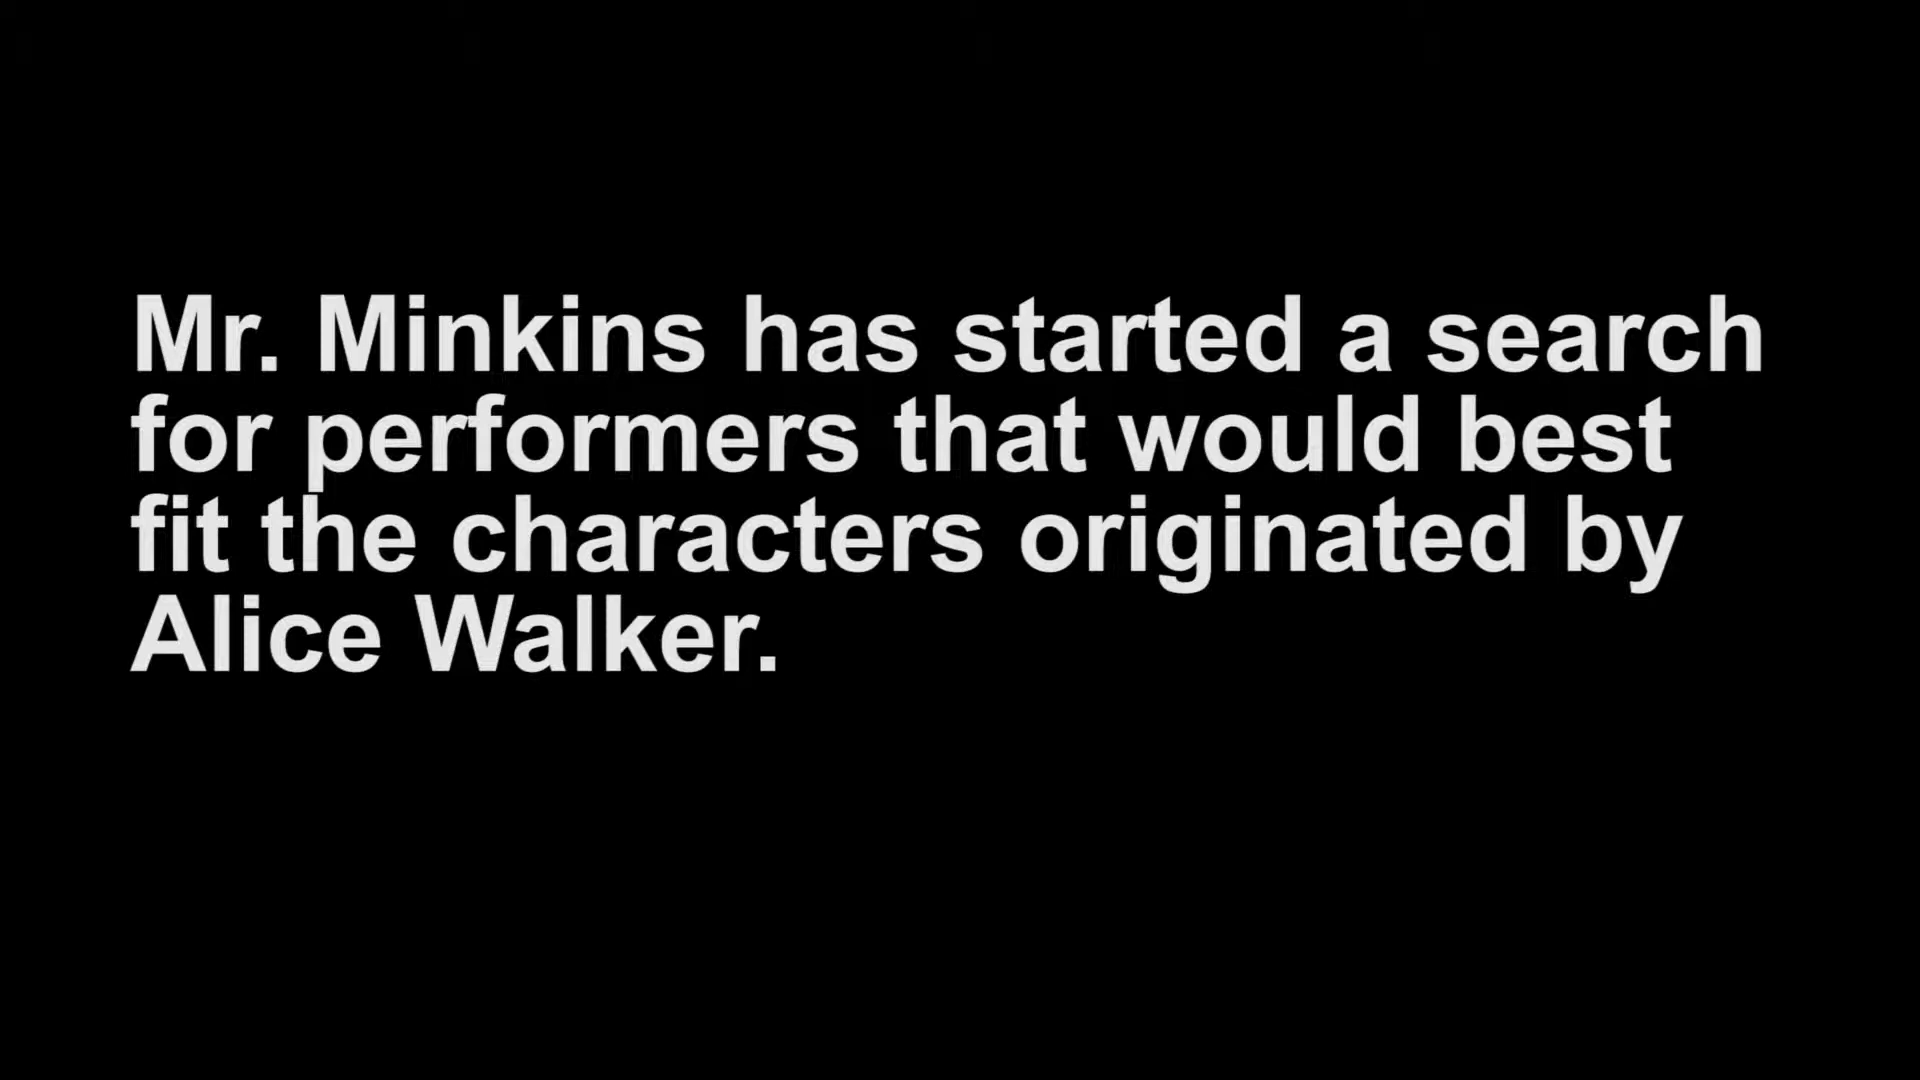 Mr. Minkins has started a search
for performers that would best
fit the characters originated by
Alice Walker.